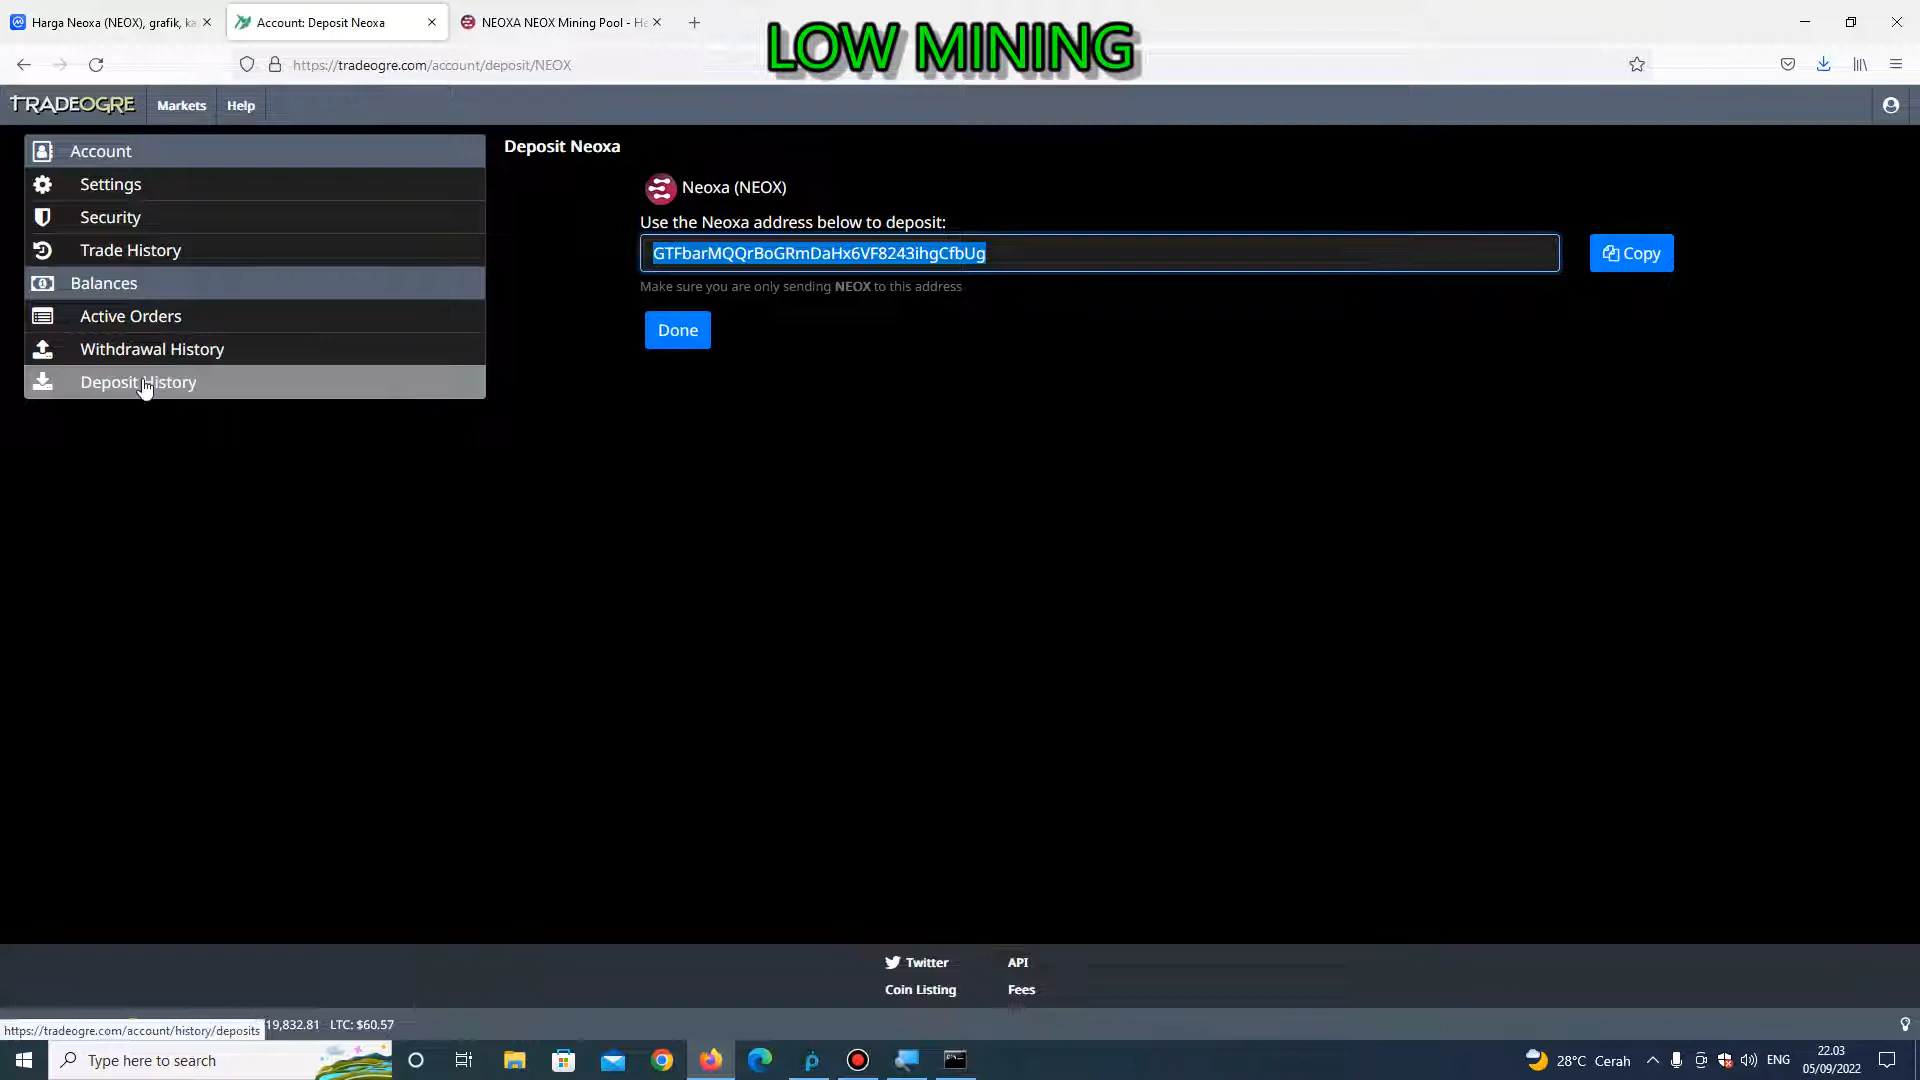 Harga Neoxa (NEOX), grafik, ka
Account: Deposit Neoxa
NEOXA NEOX Mining Pool - He
LOW MINING
https://tradeogre.com/account/deposit/NEOX
TRADEOGRE
Markets
Help
Account
Settings
Security
Trade History
Balances
Active Orders
Withdrawal History
Deposit History
Deposit Neoxa
Neoxa (NEOX)
Use the Neoxa address below to deposit:
GTFbarMQQrBoGRmDaHx6VF8243ihgCfbUg
Copy
Make sure you are only sending NEOX to this address
Done
Twitter
API
Coin Listing
Fees
https://tradeogre.com/account/history/deposits
19,832.81 LTC: $60.57
Type here to search
28°C Cerah
ENG
22.03
05/09/2022